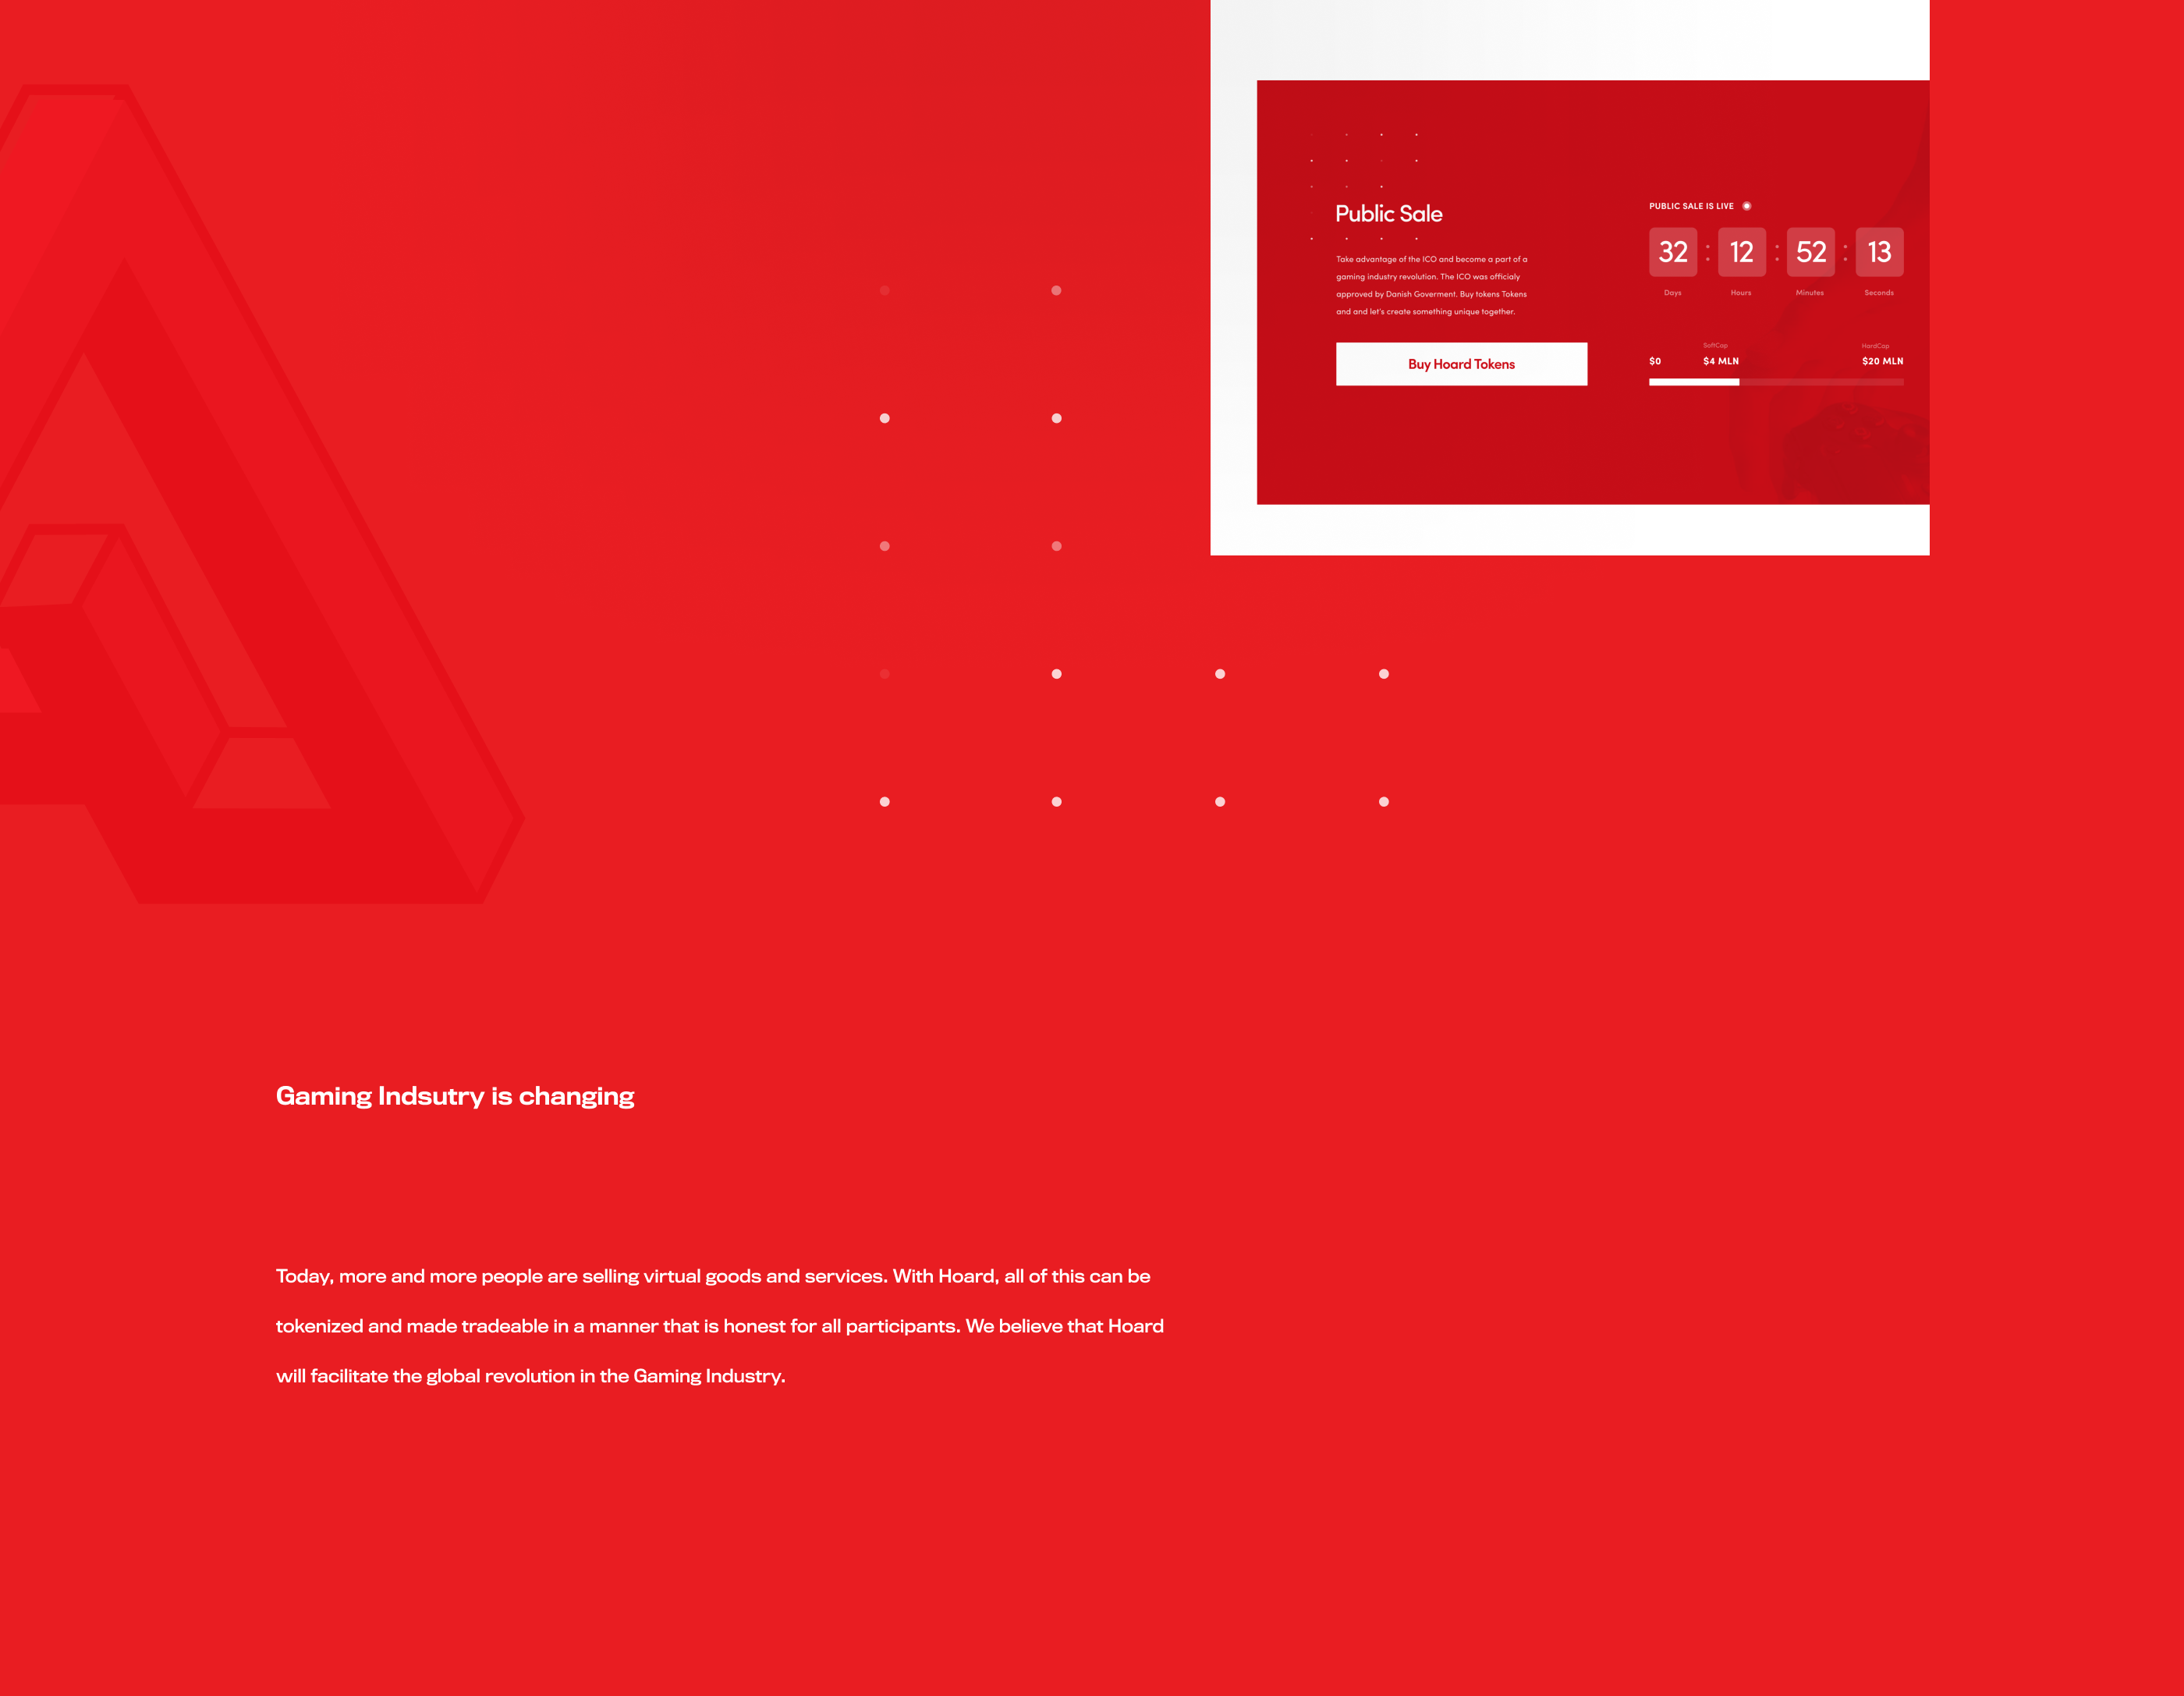 Public Sale
Take advantage of the ICO and become a part of a
gaming industry revolution. The ICO was officialy
approved by Danish Goverment. Buy tokens Tokens
and and let's create something unique together.
Buy Hoard Tokens
PUBLIC SALE IS LIVE
32 : 12 : 52 : 13
Days Hours Minutes Seconds
SoftCap HardCap
$0 $4 MLN $20 MLN
Gaming Indsutry is changing
Today, more and more people are selling virtual goods and services. With Hoard, all of this can be
tokenized and made tradeable in a manner that is honest for all participants. We believe that Hoard
will facilitate the global revolution in the Gaming Industry.